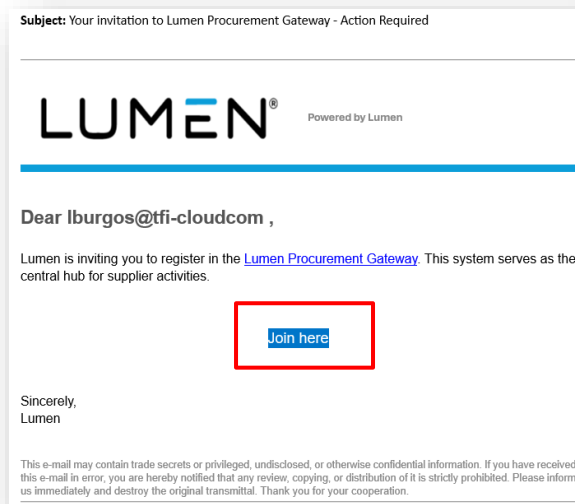 Subject: Your invitation to Lumen Procurement Gateway - Action Required
LUMEN®
Powered by Lumen
Dear lburgos@tfi-cloudcom ,
Lumen is inviting you to register in the Lumen Procurement Gateway. This system serves as the
central hub for supplier activities.
Join here
Sincerely,
Lumen
This e-mail may contain trade secrets or privileged, undisclosed, or otherwise confidential information. If you have received
this e-mail in error, you are hereby notified that any review, copying, or distribution of it is strictly prohibited. Please inform
us immediately and destroy the original transmittal. Thank you for your cooperation.